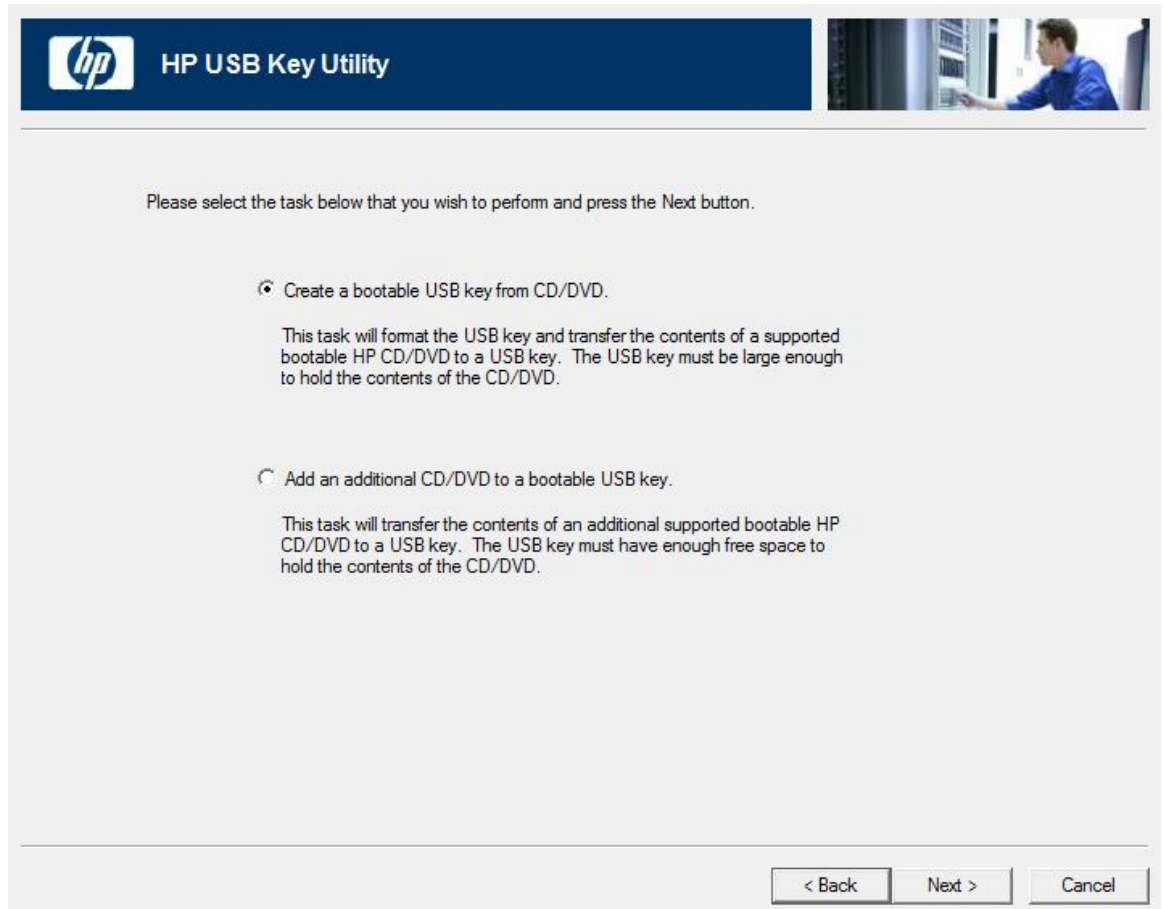 hp
HP USB Key Utility
Please select the task below that you wish to perform and press the Next button.
Create a bootable USB key from CD/DVD.
This task will format the USB key and transfer the contents of a supported
bootable HP CD/DVD to a USB key.  The USB key must be large enough
to hold the contents of the CD/DVD.
Add an additional CD/DVD to a bootable USB key.
This task will transfer the contents of an additional supported bootable HP
CD/DVD to a USB key.  The USB key must have enough free space to
hold the contents of the CD/DVD.
< Back Next > Cancel